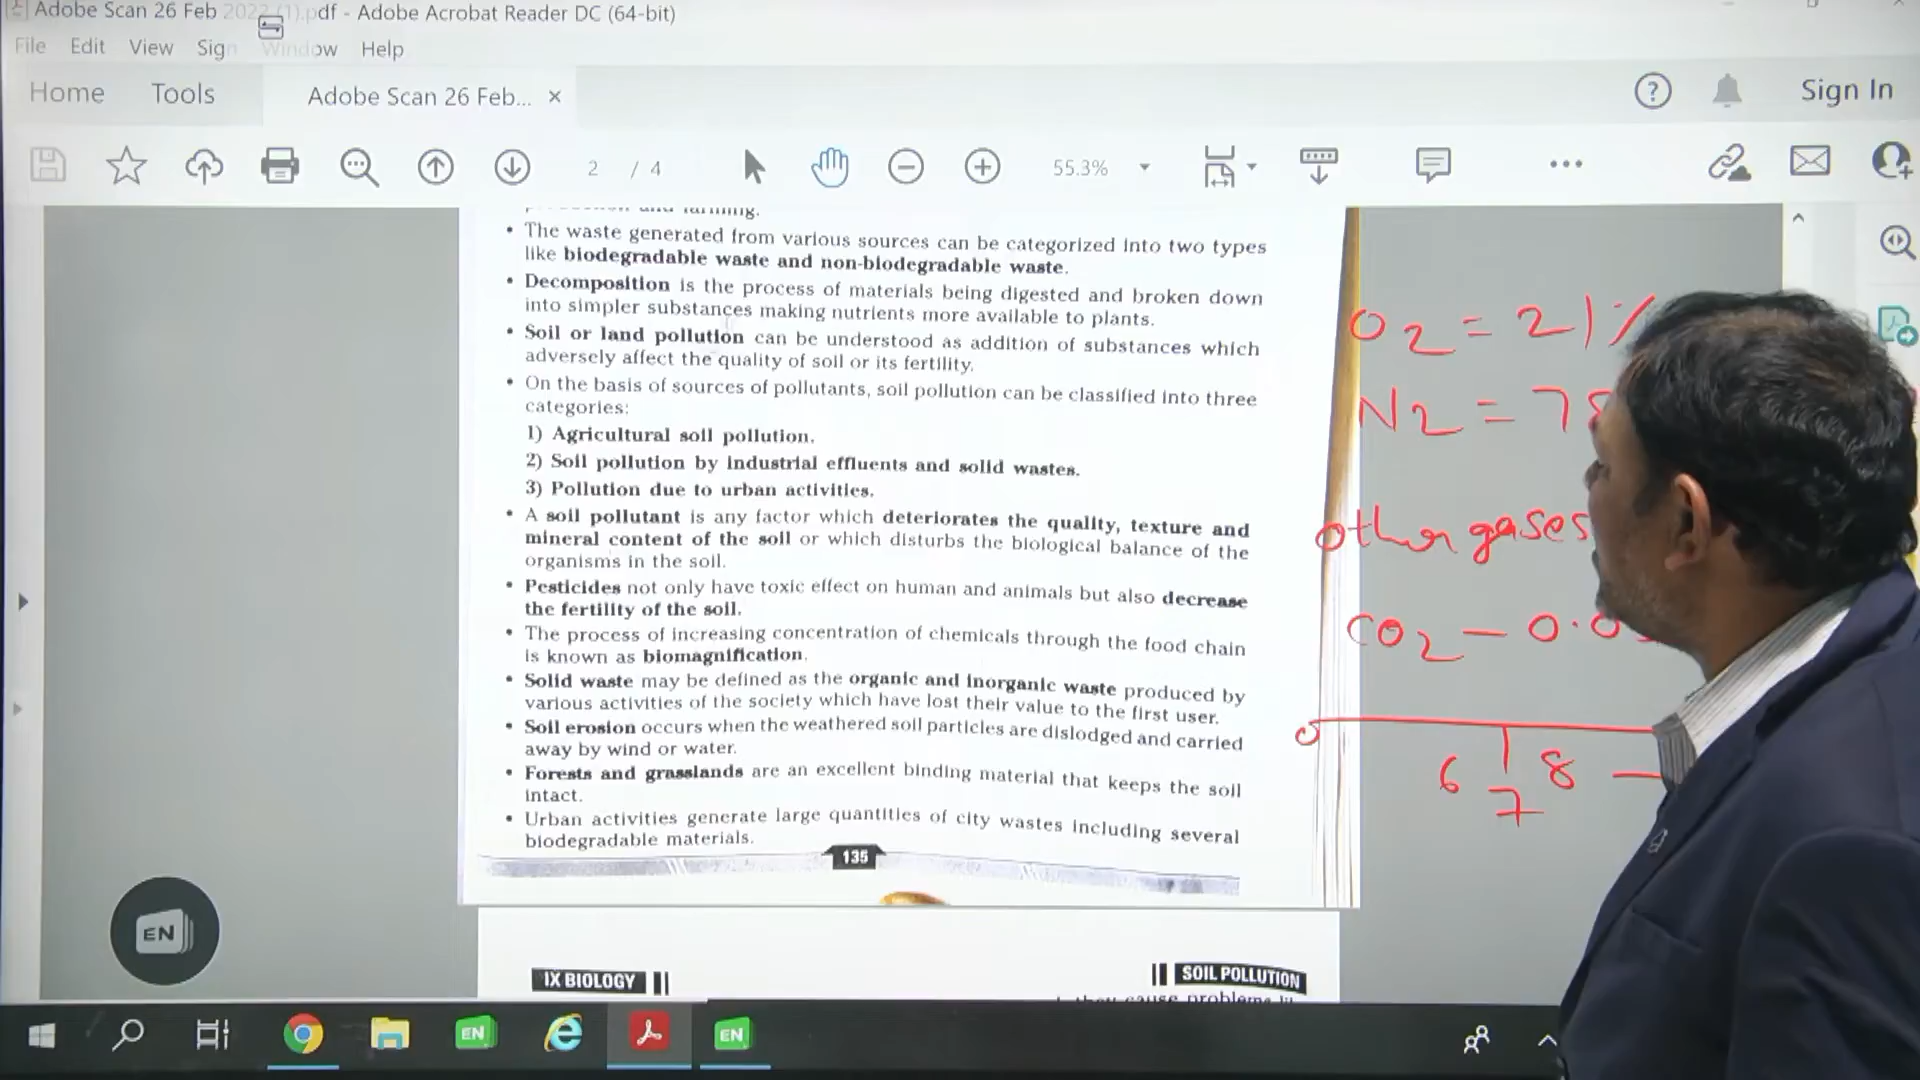 Adobe Scan 26 Feb 2022 (1).pdf - Adobe Acrobat Reader DC (64-bit)
File Edit View Sign Window Help
Home Tools Adobe Scan 26 Feb... × Sign In
2 / 4 55.3%
farming.
• The waste generated from various sources can be categorized into two types
like biodegradable waste and non-biodegradable waste.
• Decomposition is the process of materials being digested and broken down
into simpler substances making nutrients more available to plants.
• Soil or land pollution can be understood as addition of substances which
adversely affect the quality of soil or its fertility.
• On the basis of sources of pollutants, soil pollution can be classified into three
categories:
1) Agricultural soil pollution.
2) Soil pollution by industrial effluents and solid wastes.
3) Pollution due to urban activities.
• A soil pollutant is any factor which deteriorates the quality, texture and
mineral content of the soil or which disturbs the biological balance of the
organisms in the soil.
• Pesticides not only have toxic effect on human and animals but also decrease
the fertility of the soil.
• The process of increasing concentration of chemicals through the food chain
is known as biomagnification.
• Solid waste may be defined as the organic and inorganic waste produced by
various activities of the society which have lost their value to the first user.
• Soil erosion occurs when the weathered soil particles are dislodged and carried
away by wind or water.
• Forests and grasslands are an excellent binding material that keeps the soil
intact.
• Urban activities generate large quantities of city wastes including several
biodegradable materials.
135
IX BIOLOGY SOIL POLLUTION
they cause problems
O2 = 21%
N2 = 78
other gases
CO2 - 0.0
0
6 8 -
7
EN
EN EN